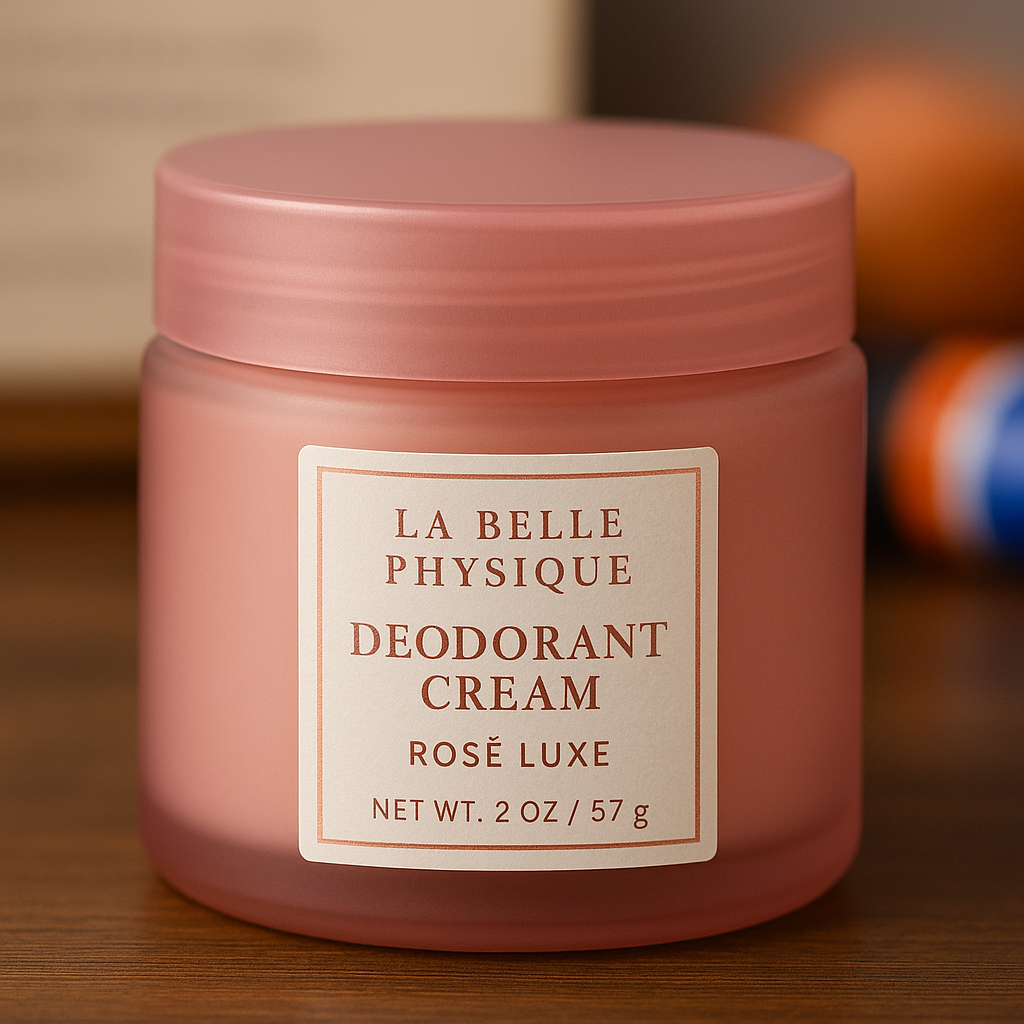 LA BELLE
PHYSIQUE
DEODORANT
CREAM
ROSĚ LUXE
NET WT. 2 OZ / 57 g